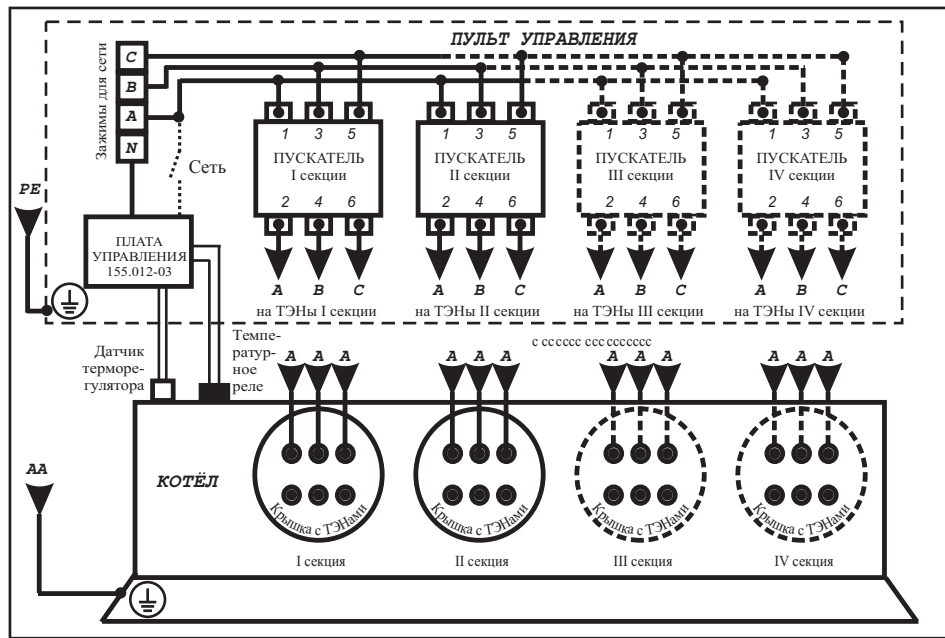 ПУЛЬТ УПРАВЛЕНИЯ
Зажимы для сети
C
B
A
N
Сеть
PE
1 3 5
ПУСКАТЕЛЬ
I секции
2 4 6
1 3 5
ПУСКАТЕЛЬ
II секции
2 4 6
1 3 5
ПУСКАТЕЛЬ
III секции
2 4 6
1 3 5
ПУСКАТЕЛЬ
IV секции
2 4 6
ПЛАТА
УПРАВЛЕНИЯ
155.012-03
A B C
на ТЭНы I секции
A B C
на ТЭНы II секции
A B C
на ТЭНы III секции
A B C
на ТЭНы IV секции
Датчик
терморе-
гулятора
Темпе-
ратур-
ное
реле
с сссссс сссссссссс
A A A
A A A
A A A
A A A
AA
КОТЁЛ
Крышка с ТЭНами
Крышка с ТЭНами
Крышка с ТЭНами
Крышка с ТЭНами
I секция
II секция
III секция
IV секция